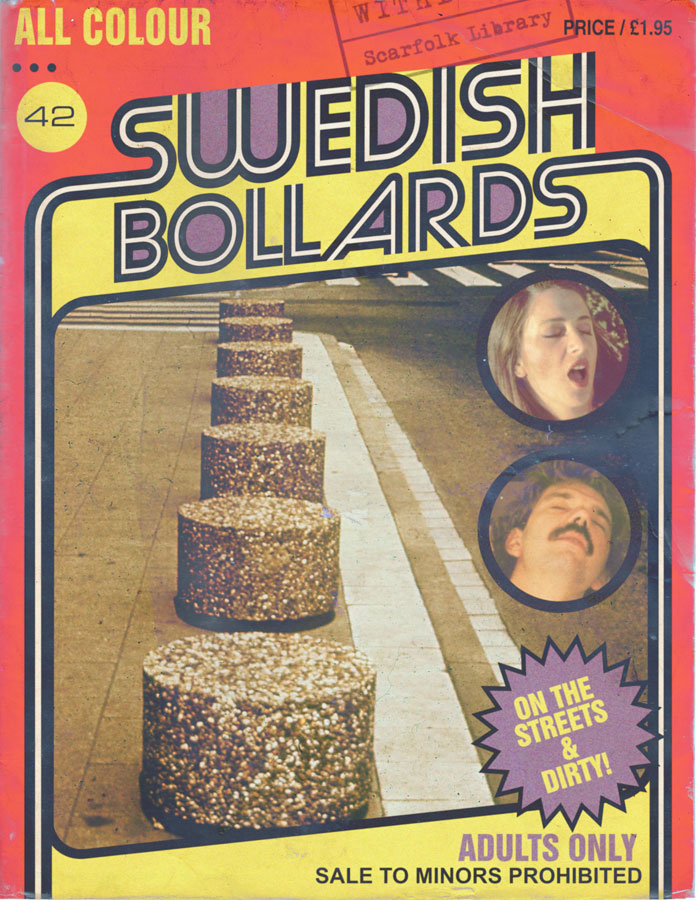 ALL COLOUR
Scarfolk Library
PRICE / £1.95
42
SWEDISH
BOLLARDS
ON THE
STREETS
&
DIRTY!
ADULTS ONLY
SALE TO MINORS PROHIBITED